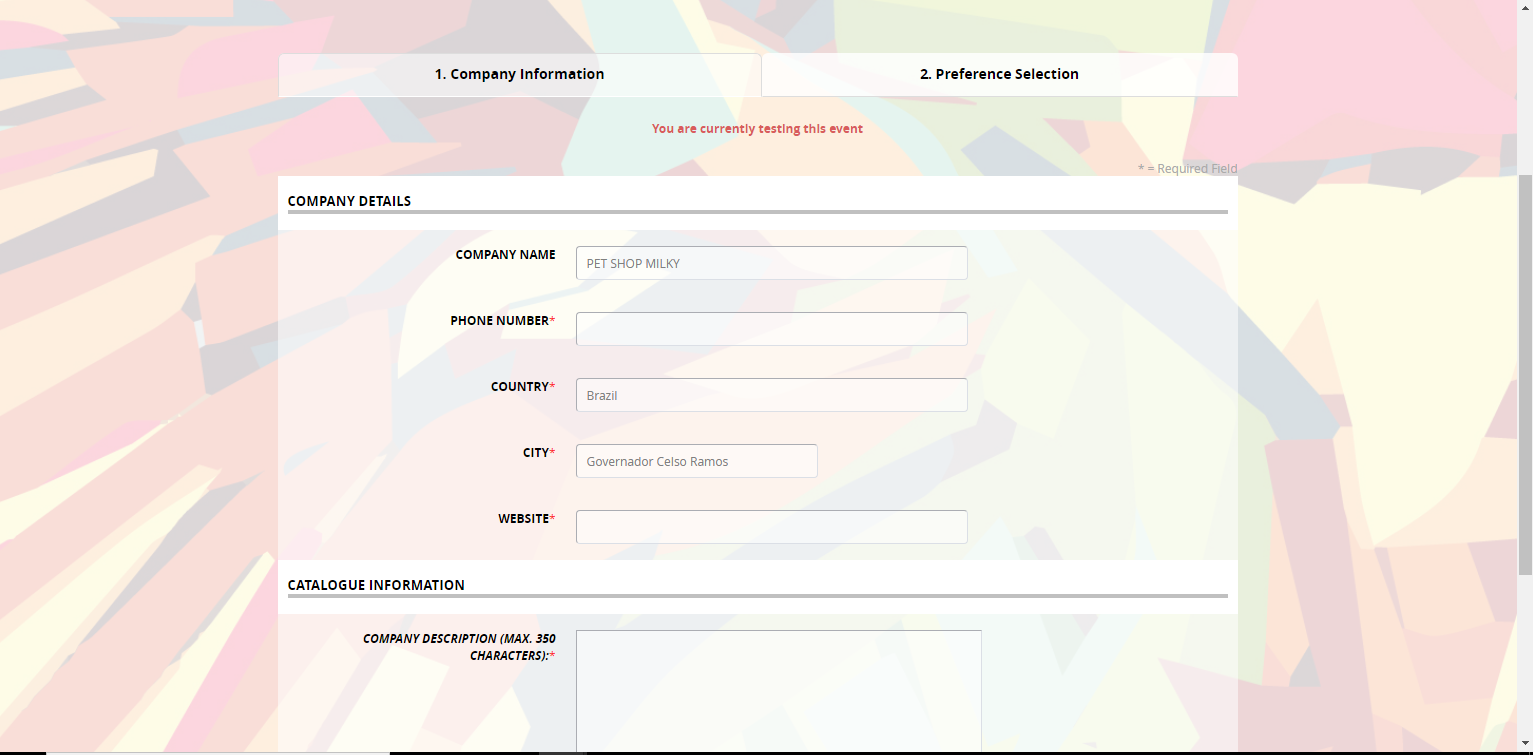 1. Company Information
2. Preference Selection
You are currently testing this event
* = Required Field
COMPANY DETAILS
COMPANY NAME
PET SHOP MILKY
PHONE NUMBER*
COUNTRY*
Brazil
CITY*
Governador Celso Ramos
WEBSITE*
CATALOGUE INFORMATION
COMPANY DESCRIPTION (MAX. 350
CHARACTERS):*